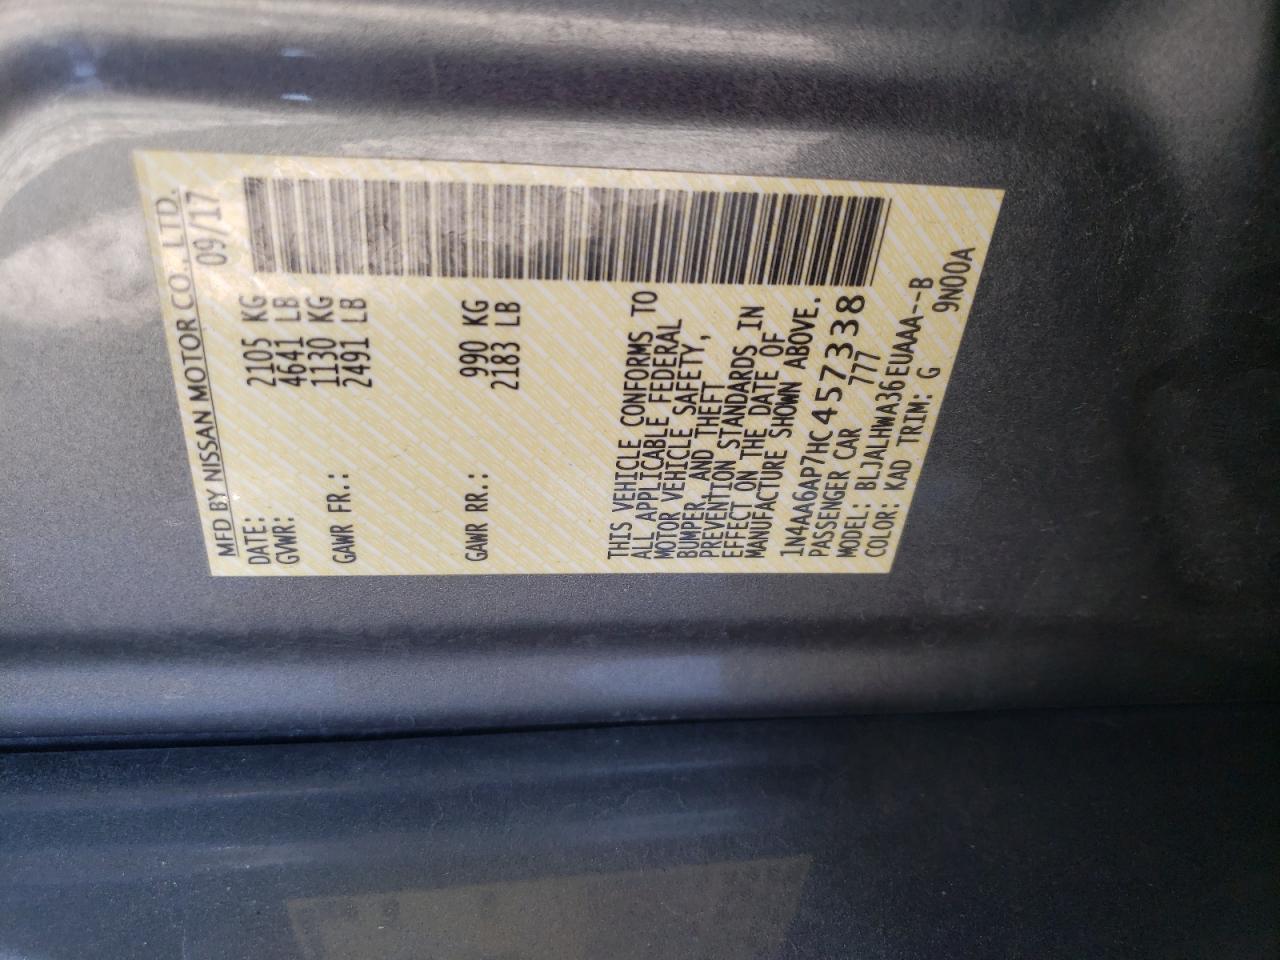 MFD BY NISSAN MOTOR CO., LTD.
DATE: 09/17
GVWR: 2105 KG
4641 LB
GAWR FR.: 1130 KG
2491 LB
GAWR RR.: 990 KG
2183 LB
THIS VEHICLE CONFORMS TO
ALL APPLICABLE FEDERAL
MOTOR VEHICLE SAFETY,
BUMPER, AND THEFT
PREVENTION STANDARDS IN
EFFECT ON THE DATE OF
MANUFACTURE SHOWN ABOVE.
1N4AA6AP7HC457338
PASSENGER CAR 777
MODEL: BLJALHWA36EUAAA--B
COLOR: KAD TRIM: G 9N00A